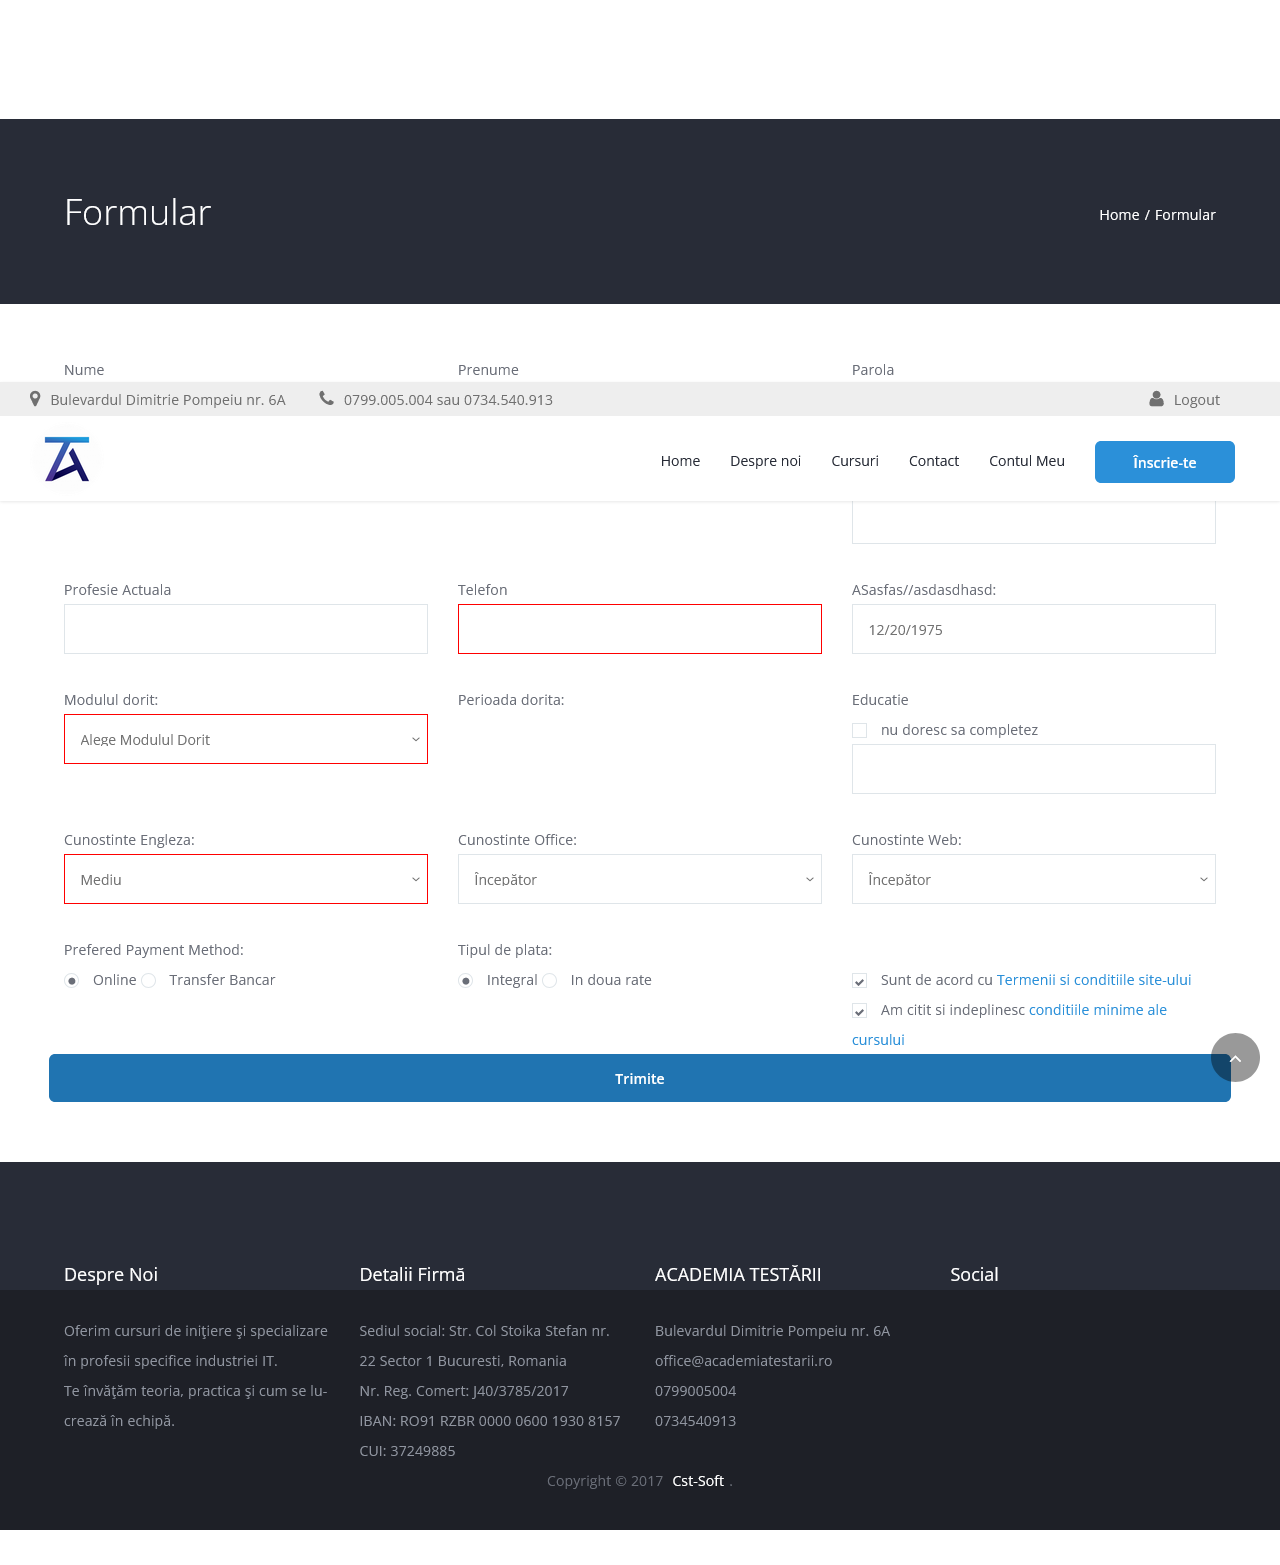 Formular
Home / Formular
Nume
Prenume
Parola
Bulevardul Dimitrie Pompeiu nr. 6A
0799.005.004 sau 0734.540.913
Logout
TA
Home
Despre noi
Cursuri
Contact
Contul Meu
Înscrie-te
Profesie Actuala
Telefon
ASasfas//asdasdhasd:
12/20/1975
Modulul dorit:
Perioada dorita:
Educatie
Alege Modulul Dorit
nu doresc sa completez
Cunostinte Engleza:
Cunostinte Office:
Cunostinte Web:
Mediu
Începător
Începător
Prefered Payment Method:
Tipul de plata:
Online
Transfer Bancar
Integral
In doua rate
Sunt de acord cu Termenii si conditiile site-ului
Am citit si indeplinesc conditiile minime ale
cursului
Trimite
Despre Noi
Oferim cursuri de inițiere și specializare
în profesii specifice industriei IT.
Te învățăm teoria, practica și cum se lu-
crează în echipă.
Detalii Firmă
Sediul social: Str. Col Stoika Stefan nr.
22 Sector 1 Bucuresti, Romania
Nr. Reg. Comert: J40/3785/2017
IBAN: RO91 RZBR 0000 0600 1930 8157
CUI: 37249885
ACADEMIA TESTĂRII
Bulevardul Dimitrie Pompeiu nr. 6A
office@academiatestarii.ro
0799005004
0734540913
Social
Copyright © 2017 Cst-Soft .